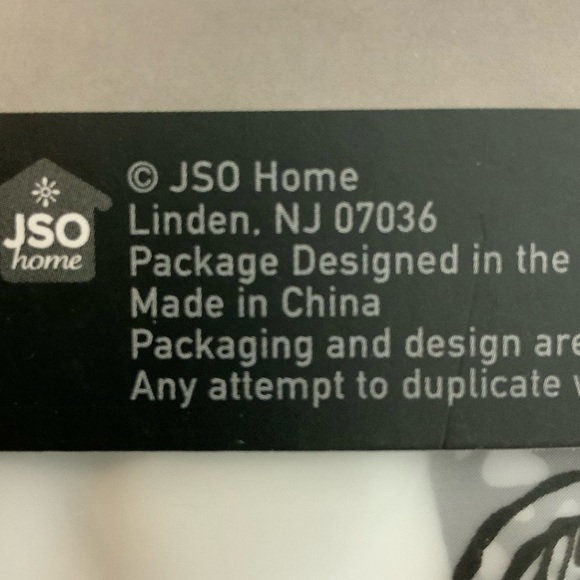 JSO
home
© JSO Home
Linden, NJ 07036
Package Designed in the
Made in China
Packaging and design are
Any attempt to duplicate